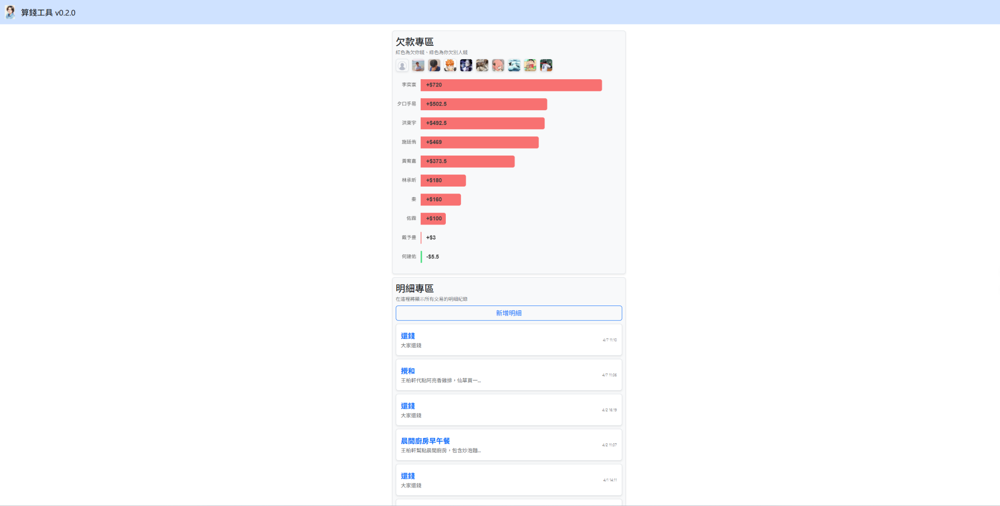 算錢工具 v0.2.0
欠款專區
紅色為欠你錢、綠色為你欠別人錢
李奕寰 +$720
夕口手易 +$502.5
洪東宇 +$492.5
施廷侑 +$469
黃宥嘉 +$373.5
林承昕 +$180
秦 +$160
佑霖 +$100
戴予豊 +$3
何建佑 -$5.5
明細專區
在這裡將顯示所有交易的明細紀錄
新增明細
還錢
大家還錢
4/7 11:10
攪和
王柏軒代點阿亮香雞排，仙草買一...
4/7 11:06
還錢
大家還錢
4/2 16:19
晨間廚房早午餐
王柏軒幫點晨間廚房，包含炒泡麵...
4/2 11:07
還錢
大家還錢
4/1 14:11